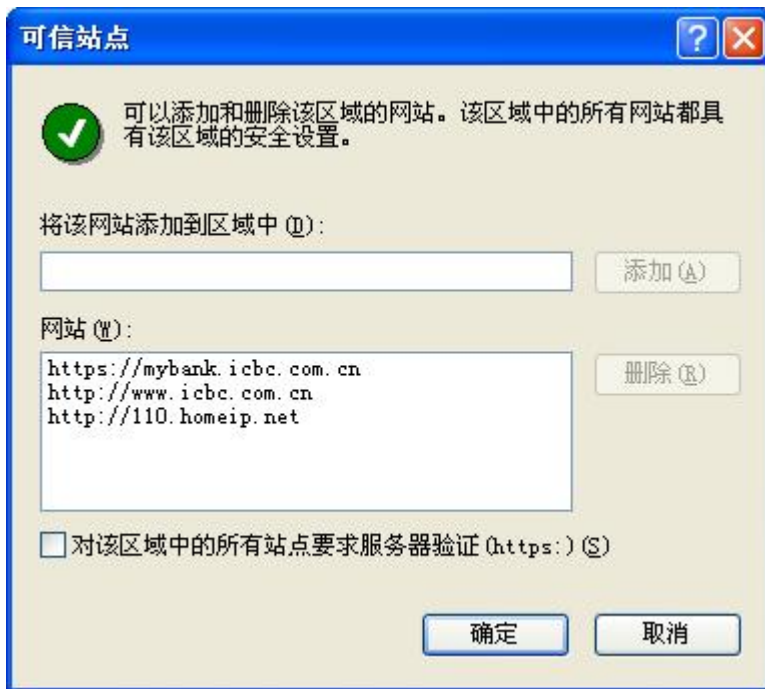 可信站点
可以添加和删除该区域的网站。该区域中的所有网站都具
有该区域的安全设置。
将该网站添加到区域中(D):
添加(A)
网站(W):
https://mybank.icbc.com.cn
http://www.icbc.com.cn
http://110.homeip.net
删除(R)
对该区域中的所有站点要求服务器验证(https:)(S)
确定
取消